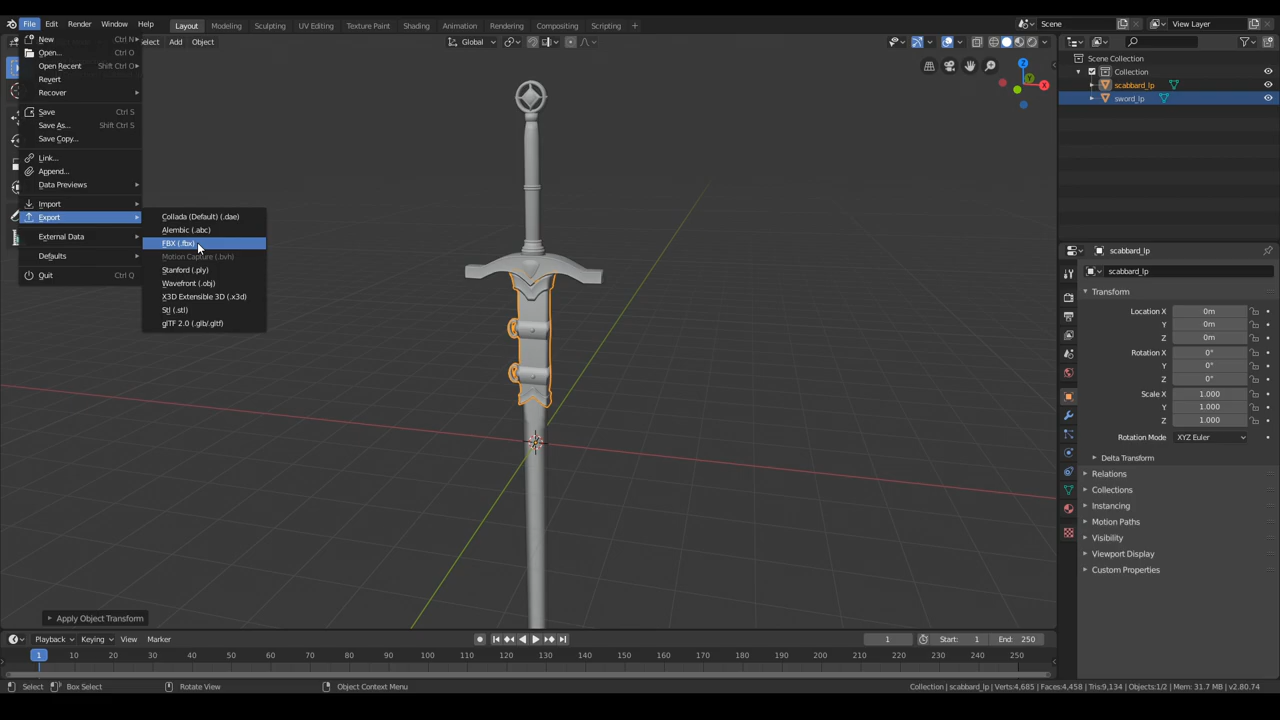 File Edit Render Window Help Layout Modeling Sculpting UV Editing Texture Paint Shading Animation Rendering Compositing Scripting + Scene View Layer
New Ctrl N
Open... Ctrl O
Open Recent Shift Ctrl O
Revert
Recover
Save Ctrl S
Save As... Shift Ctrl S
Save Copy...
Link...
Append...
Data Previews
Import
Export
External Data
Defaults
Quit Ctrl Q
Collada (Default) (.dae)
Alembic (.abc)
FBX (.fbx)
Motion Capture (.bvh)
Stanford (.ply)
Wavefront (.obj)
X3D Extensible 3D (.x3d)
Stl (.stl)
glTF 2.0 (.glb/.gltf)
elect Add Object Global
Z
Y
X
Scene Collection
Collection
scabbard_lp
sword_lp
scabbard_lp
scabbard_lp
Transform
Location X 0m
Y 0m
Z 0m
Rotation X 0°
Y 0°
Z 0°
Scale X 1.000
Y 1.000
Z 1.000
Rotation Mode XYZ Euler
Delta Transform
Relations
Collections
Instancing
Motion Paths
Visibility
Viewport Display
Custom Properties
Apply Object Transform
Playback Keying View Marker 1 Start: 1 End: 250
1 10 20 30 40 50 60 70 80 90 100 110 120 130 140 150 160 170 180 190 200 210 220 230 240 250
Select Box Select Rotate View Object Context Menu Collection | scabbard_lp | Verts:4,685 | Faces:4,458 | Tris:9,134 | Objects:1/2 | Mem: 31.7 MB | v2.80.74